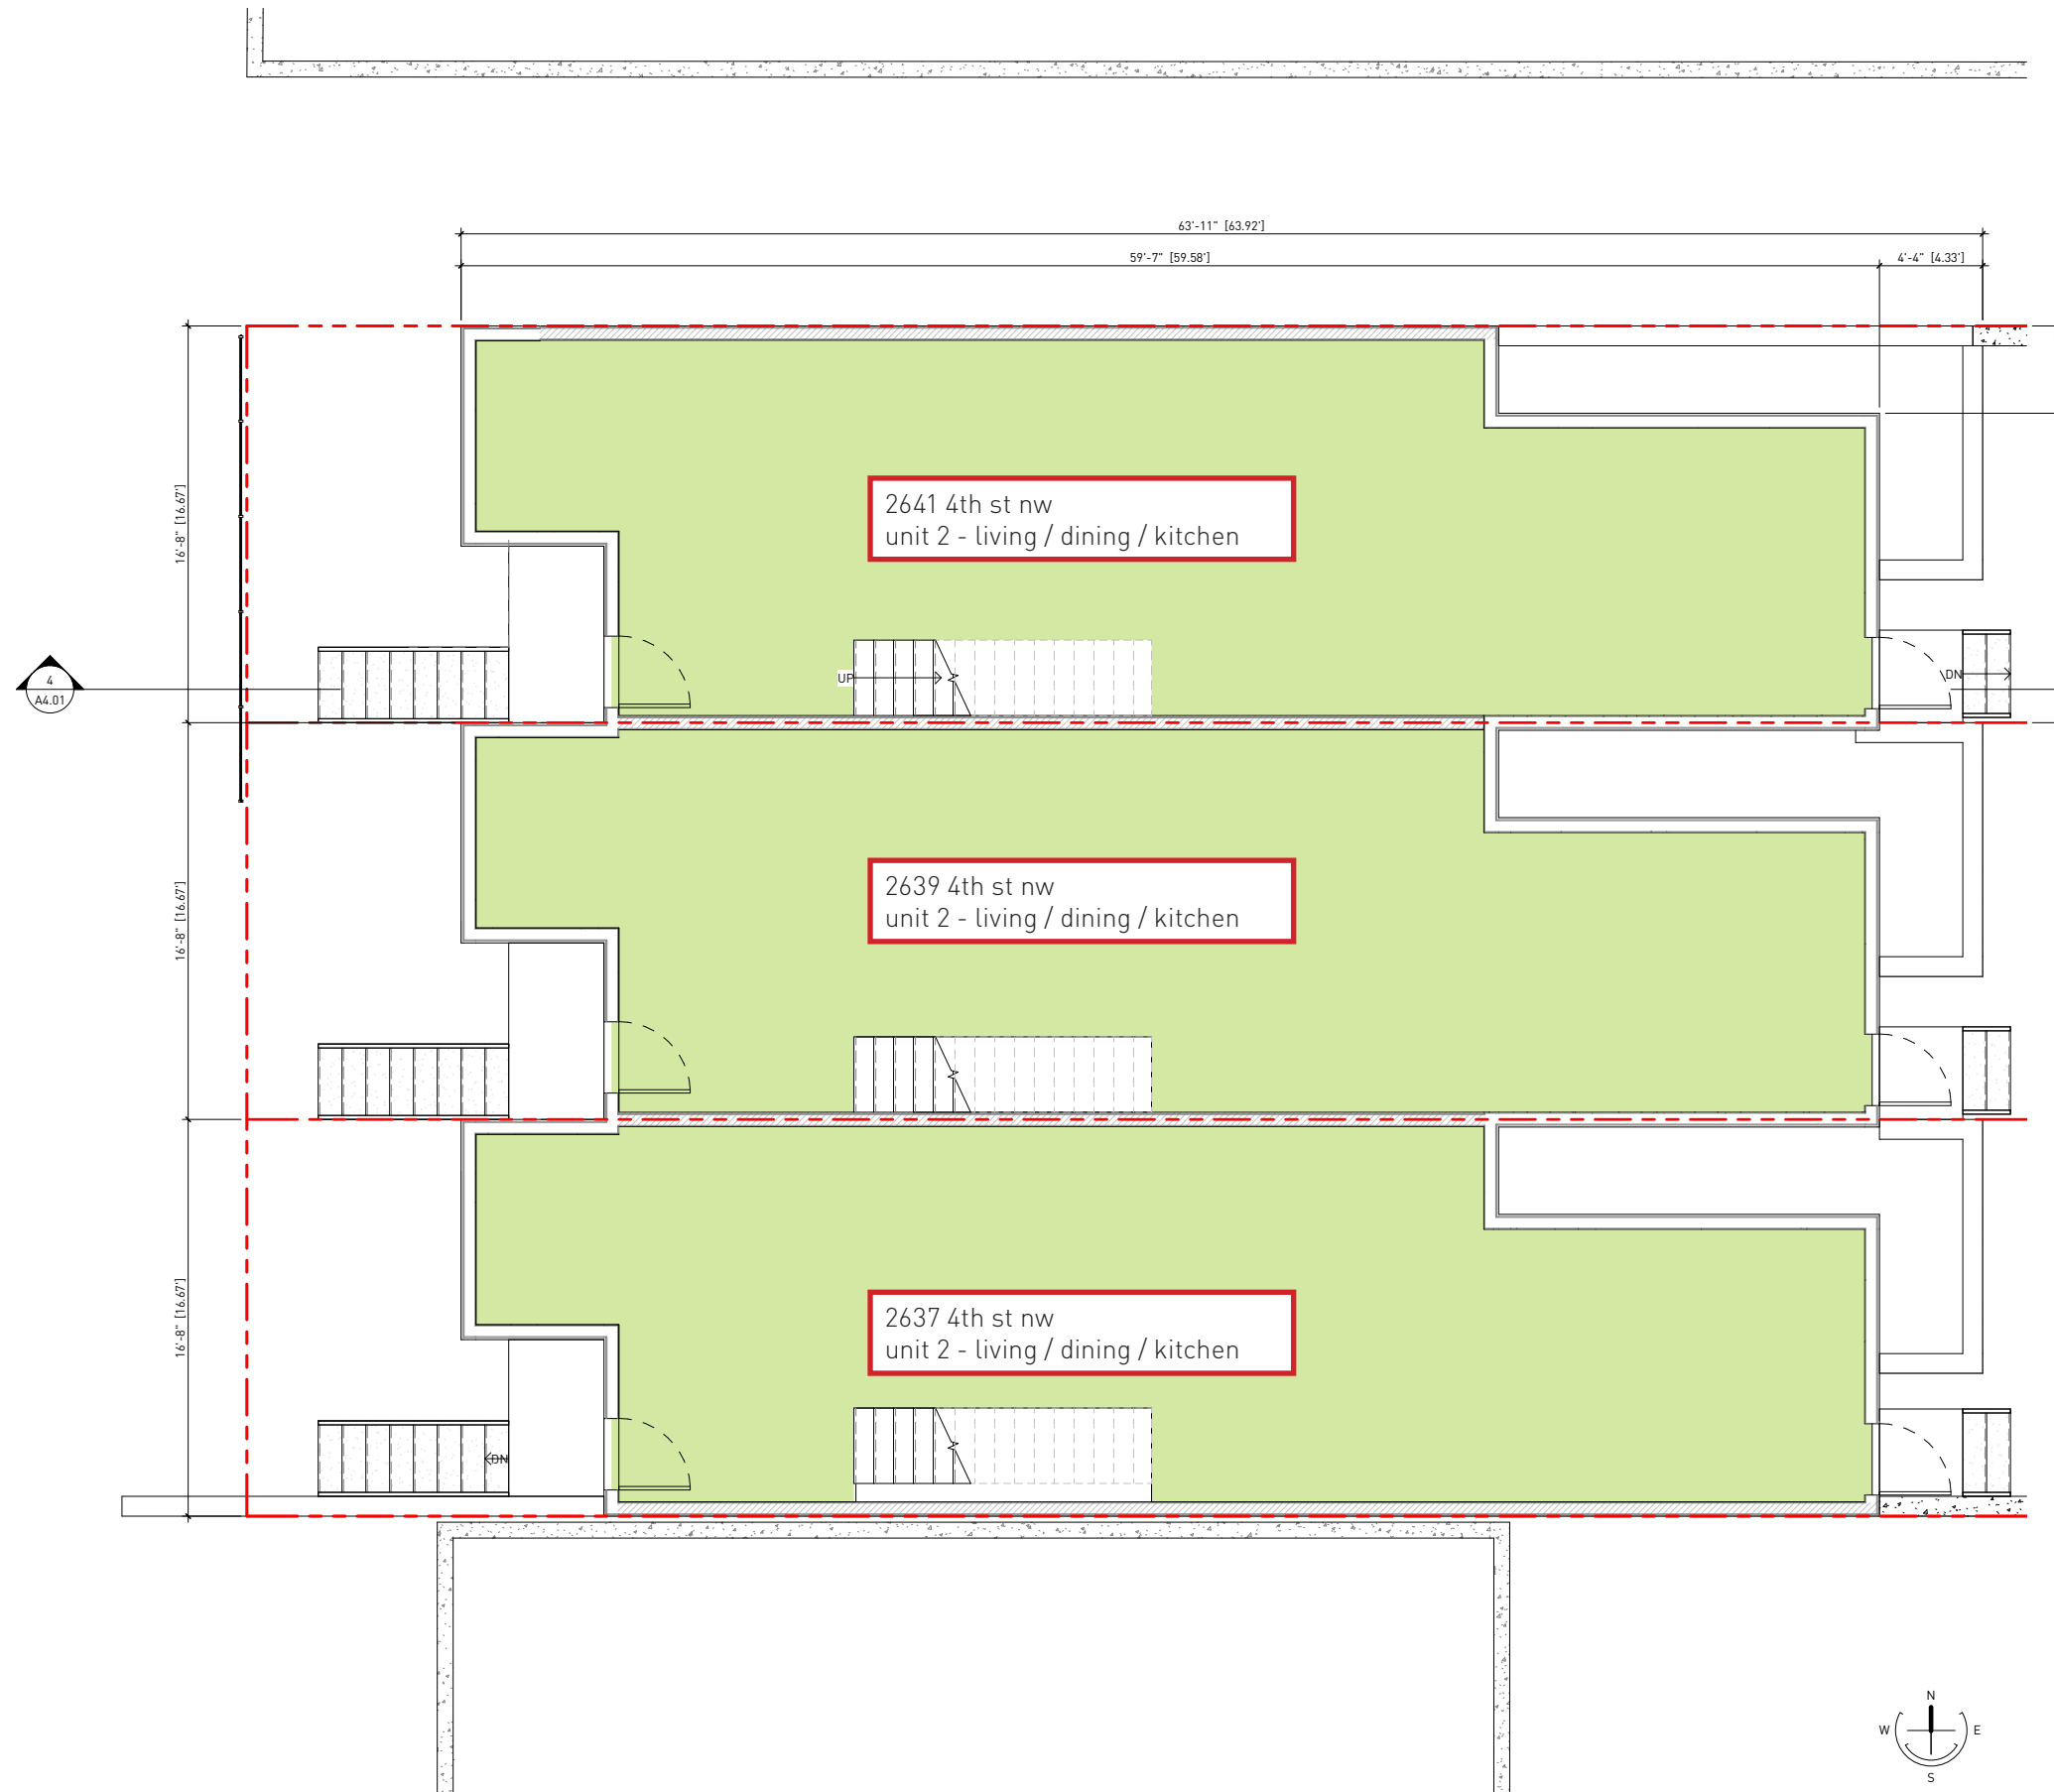 63'-11" [63.92']
59'-7" [59.58']
4'-4" [4.33']
16'-8" [16.67']
2641 4th st nw
unit 2 - living / dining / kitchen
4
A4.01
UP
DN
16'-8" [16.67']
2639 4th st nw
unit 2 - living / dining / kitchen
16'-8" [16.67']
2637 4th st nw
unit 2 - living / dining / kitchen
DN
N
W
E
S